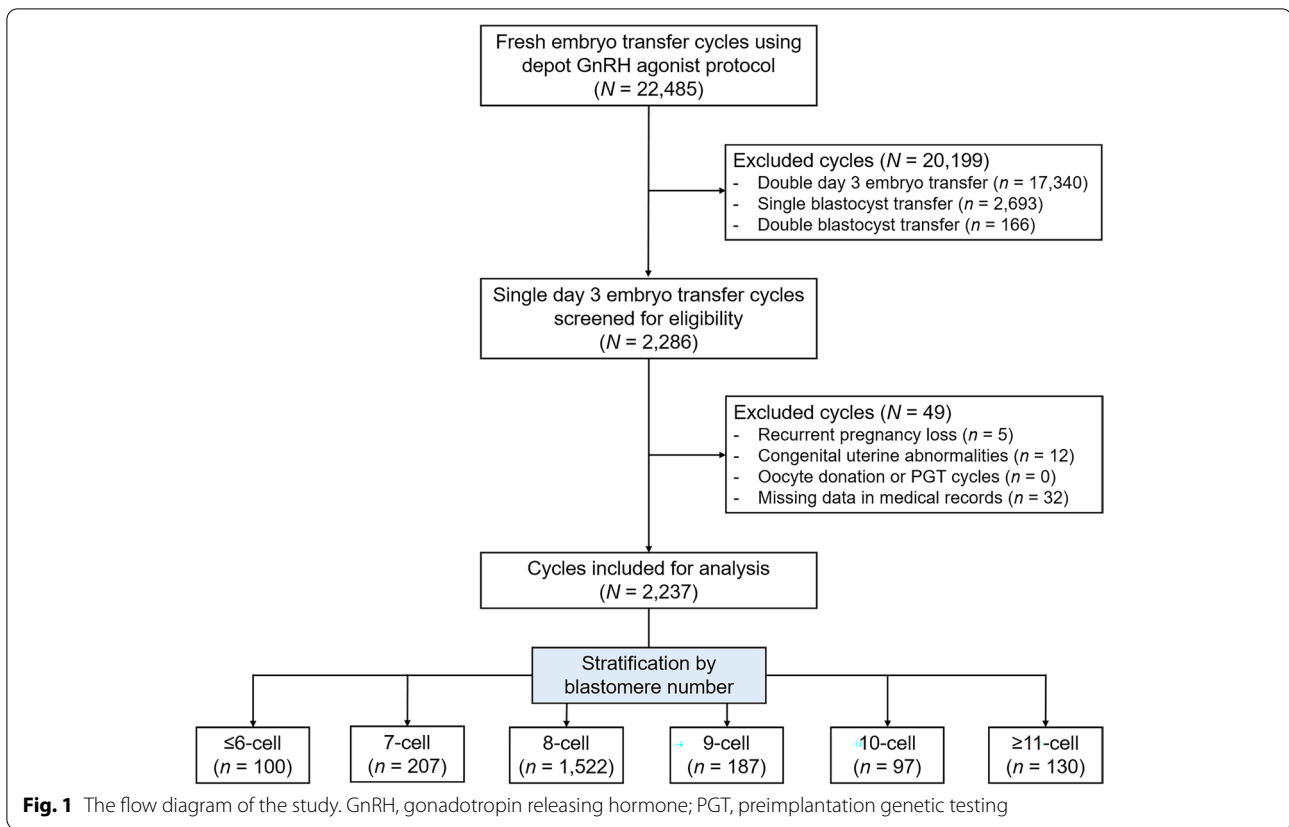 Fresh embryo transfer cycles using
depot GnRH agonist protocol
(N = 22,485)
Excluded cycles (N = 20,199)
- Double day 3 embryo transfer (n = 17,340)
- Single blastocyst transfer (n = 2,693)
- Double blastocyst transfer (n = 166)
Single day 3 embryo transfer cycles
screened for eligibility
(N = 2,286)
Excluded cycles (N = 49)
- Recurrent pregnancy loss (n = 5)
- Congenital uterine abnormalities (n = 12)
- Oocyte donation or PGT cycles (n = 0)
- Missing data in medical records (n = 32)
Cycles included for analysis
(N = 2,237)
Stratification by
blastomere number
≤6-cell
(n = 100)
7-cell
(n = 207)
8-cell
(n = 1,522)
9-cell
(n = 187)
10-cell
(n = 97)
≥11-cell
(n = 130)
Fig. 1 The flow diagram of the study. GnRH, gonadotropin releasing hormone; PGT, preimplantation genetic testing